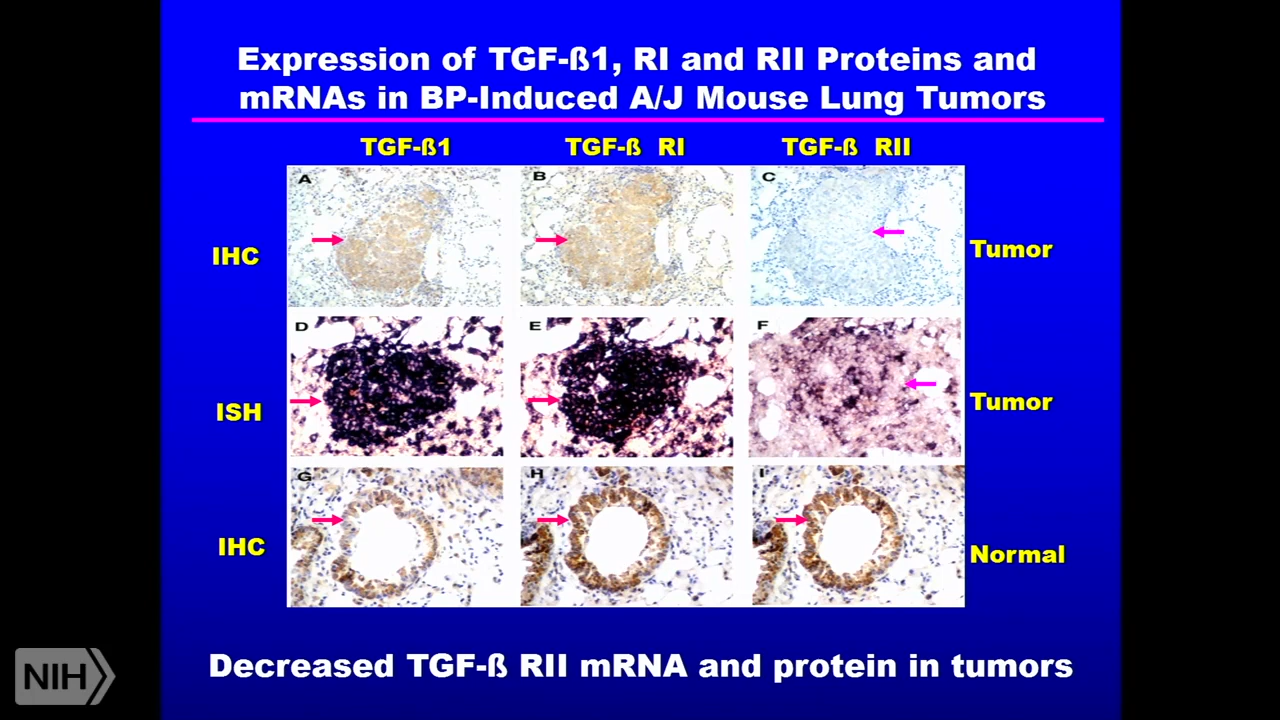 Expression of TGF-ß1, RI and RII Proteins and
mRNAs in BP-Induced A/J Mouse Lung Tumors
TGF-ß1 TGF-ß RI TGF-ß RII
A B C
IHC Tumor
D E F
ISH Tumor
G H I
IHC Normal
Decreased TGF-ß RII mRNA and protein in tumors
NIH